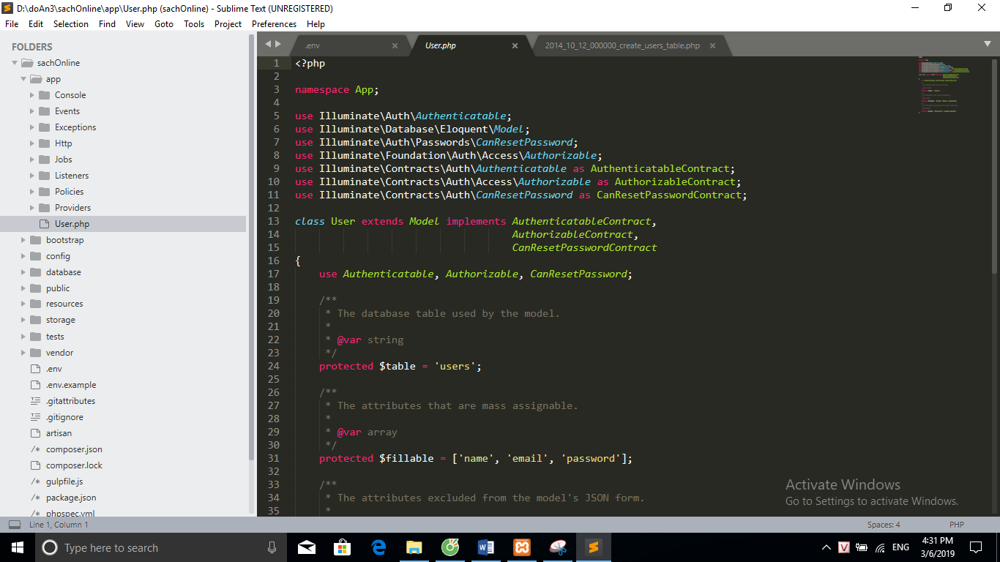 D:\doAn3\sachOnline\app\User.php (sachOnline) - Sublime Text (UNREGISTERED)
File Edit Selection Find View Goto Tools Project Preferences Help
FOLDERS
sachOnline
app
Console
Events
Exceptions
Http
Jobs
Listeners
Policies
Providers
User.php
bootstrap
config
database
public
resources
storage
tests
vendor
.env
.env.example
.gitattributes
.gitignore
artisan
composer.json
composer.lock
gulpfile.js
package.json
phpspec.yml
.env
User.php
2014_10_12_000000_create_users_table.php
1 <?php
2
3 namespace App;
4
5 use Illuminate\Auth\Authenticatable;
6 use Illuminate\Database\Eloquent\Model;
7 use Illuminate\Auth\Passwords\CanResetPassword;
8 use Illuminate\Foundation\Auth\Access\Authorizable;
9 use Illuminate\Contracts\Auth\Authenticatable as AuthenticatableContract;
10 use Illuminate\Contracts\Auth\Access\Authorizable as AuthorizableContract;
11 use Illuminate\Contracts\Auth\CanResetPassword as CanResetPasswordContract;
12
13 class User extends Model implements AuthenticatableContract,
14 AuthorizableContract,
15 CanResetPasswordContract
16 {
17 use Authenticatable, Authorizable, CanResetPassword;
18
19 /**
20 * The database table used by the model.
21 *
22 * @var string
23 */
24 protected $table = 'users';
25
26 /**
27 * The attributes that are mass assignable.
28 *
29 * @var array
30 */
31 protected $fillable = ['name', 'email', 'password'];
32
33 /**
34 * The attributes excluded from the model's JSON form.
35 *
Activate Windows
Go to Settings to activate Windows.
Line 1, Column 1
Spaces: 4
PHP
Type here to search
ENG
4:31 PM
3/6/2019